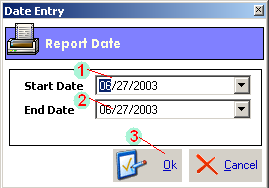 Date Entry
Report Date
1
Start Date 06/27/2003
2
End Date 06/27/2003
3
Ok Cancel